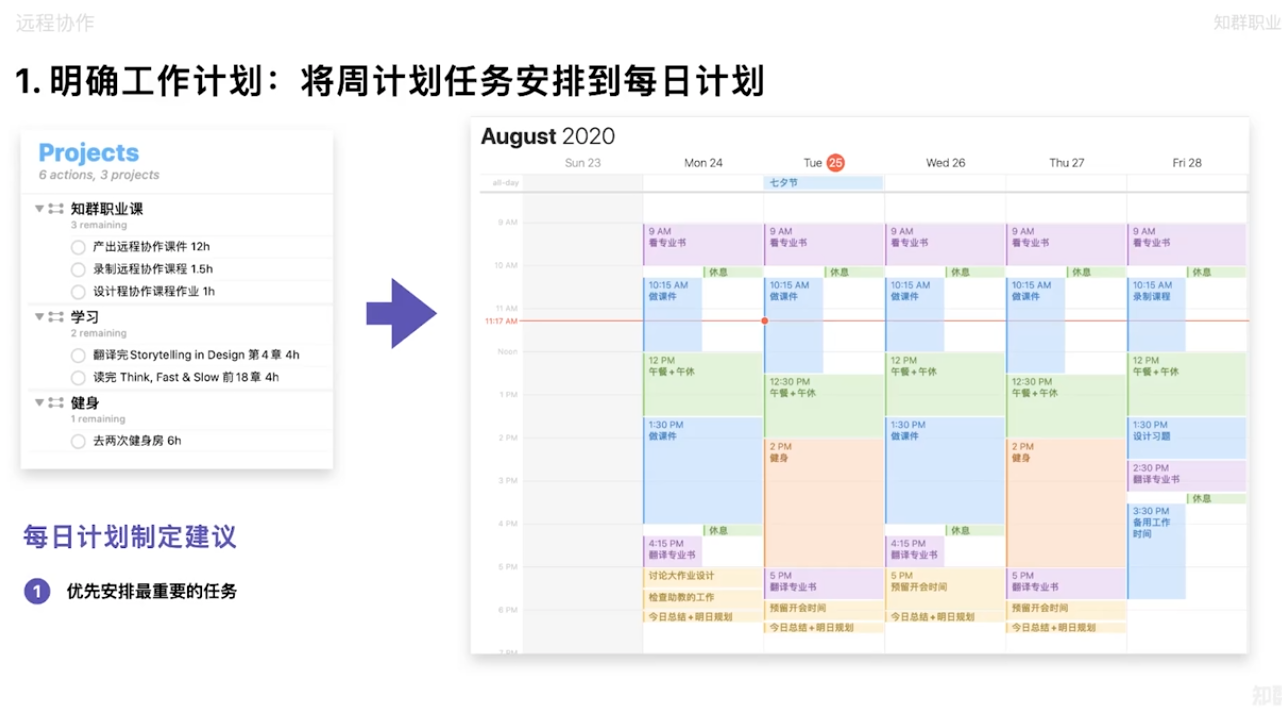 远程协作
知群职业
1. 明确工作计划：将周计划任务安排到每日计划
Projects
6 actions, 3 projects
知群职业课
3 remaining
产出远程协作课件 12h
录制远程协作课程 1.5h
设计程协作课程作业 1h
学习
2 remaining
翻译完Storytelling in Design 第4章 4h
读完 Think, Fast & Slow 前18章 4h
健身
1 remaining
去两次健身房 6h
每日计划制定建议
1 优先安排最重要的任务
August 2020
Sun 23 Mon 24 Tue 25 Wed 26 Thu 27 Fri 28
all-day 七夕节
9 AM
9 AM 9 AM 9 AM 9 AM 9 AM
看专业书 看专业书 看专业书 看专业书 看专业书
10 AM
休息 休息 休息 休息 休息
10:15 AM 10:15 AM 10:15 AM 10:15 AM 10:15 AM
做课件 做课件 做课件 做课件 录制课程
11 AM
11:17 AM
Noon
12 PM 12 PM 12 PM
午餐+午休 午餐+午休 午餐+午休
12:30 PM 12:30 PM
午餐+午休 午餐+午休
1 PM
1:30 PM 1:30 PM 1:30 PM
做课件 做课件 设计习题
2 PM
2 PM 2 PM
健身 健身
2:30 PM
翻译专业书
3 PM
休息
3:30 PM
备用工作
时间
4 PM
休息 休息
4:15 PM 4:15 PM
翻译专业书 翻译专业书
5 PM
讨论大作业设计
5 PM 5 PM 5 PM
翻译专业书 预留开会时间 翻译专业书
检查助教的工作
预留开会时间 预留开会时间
6 PM
今日总结+明日规划 今日总结+明日规划
今日总结+明日规划 今日总结+明日规划
7 PM